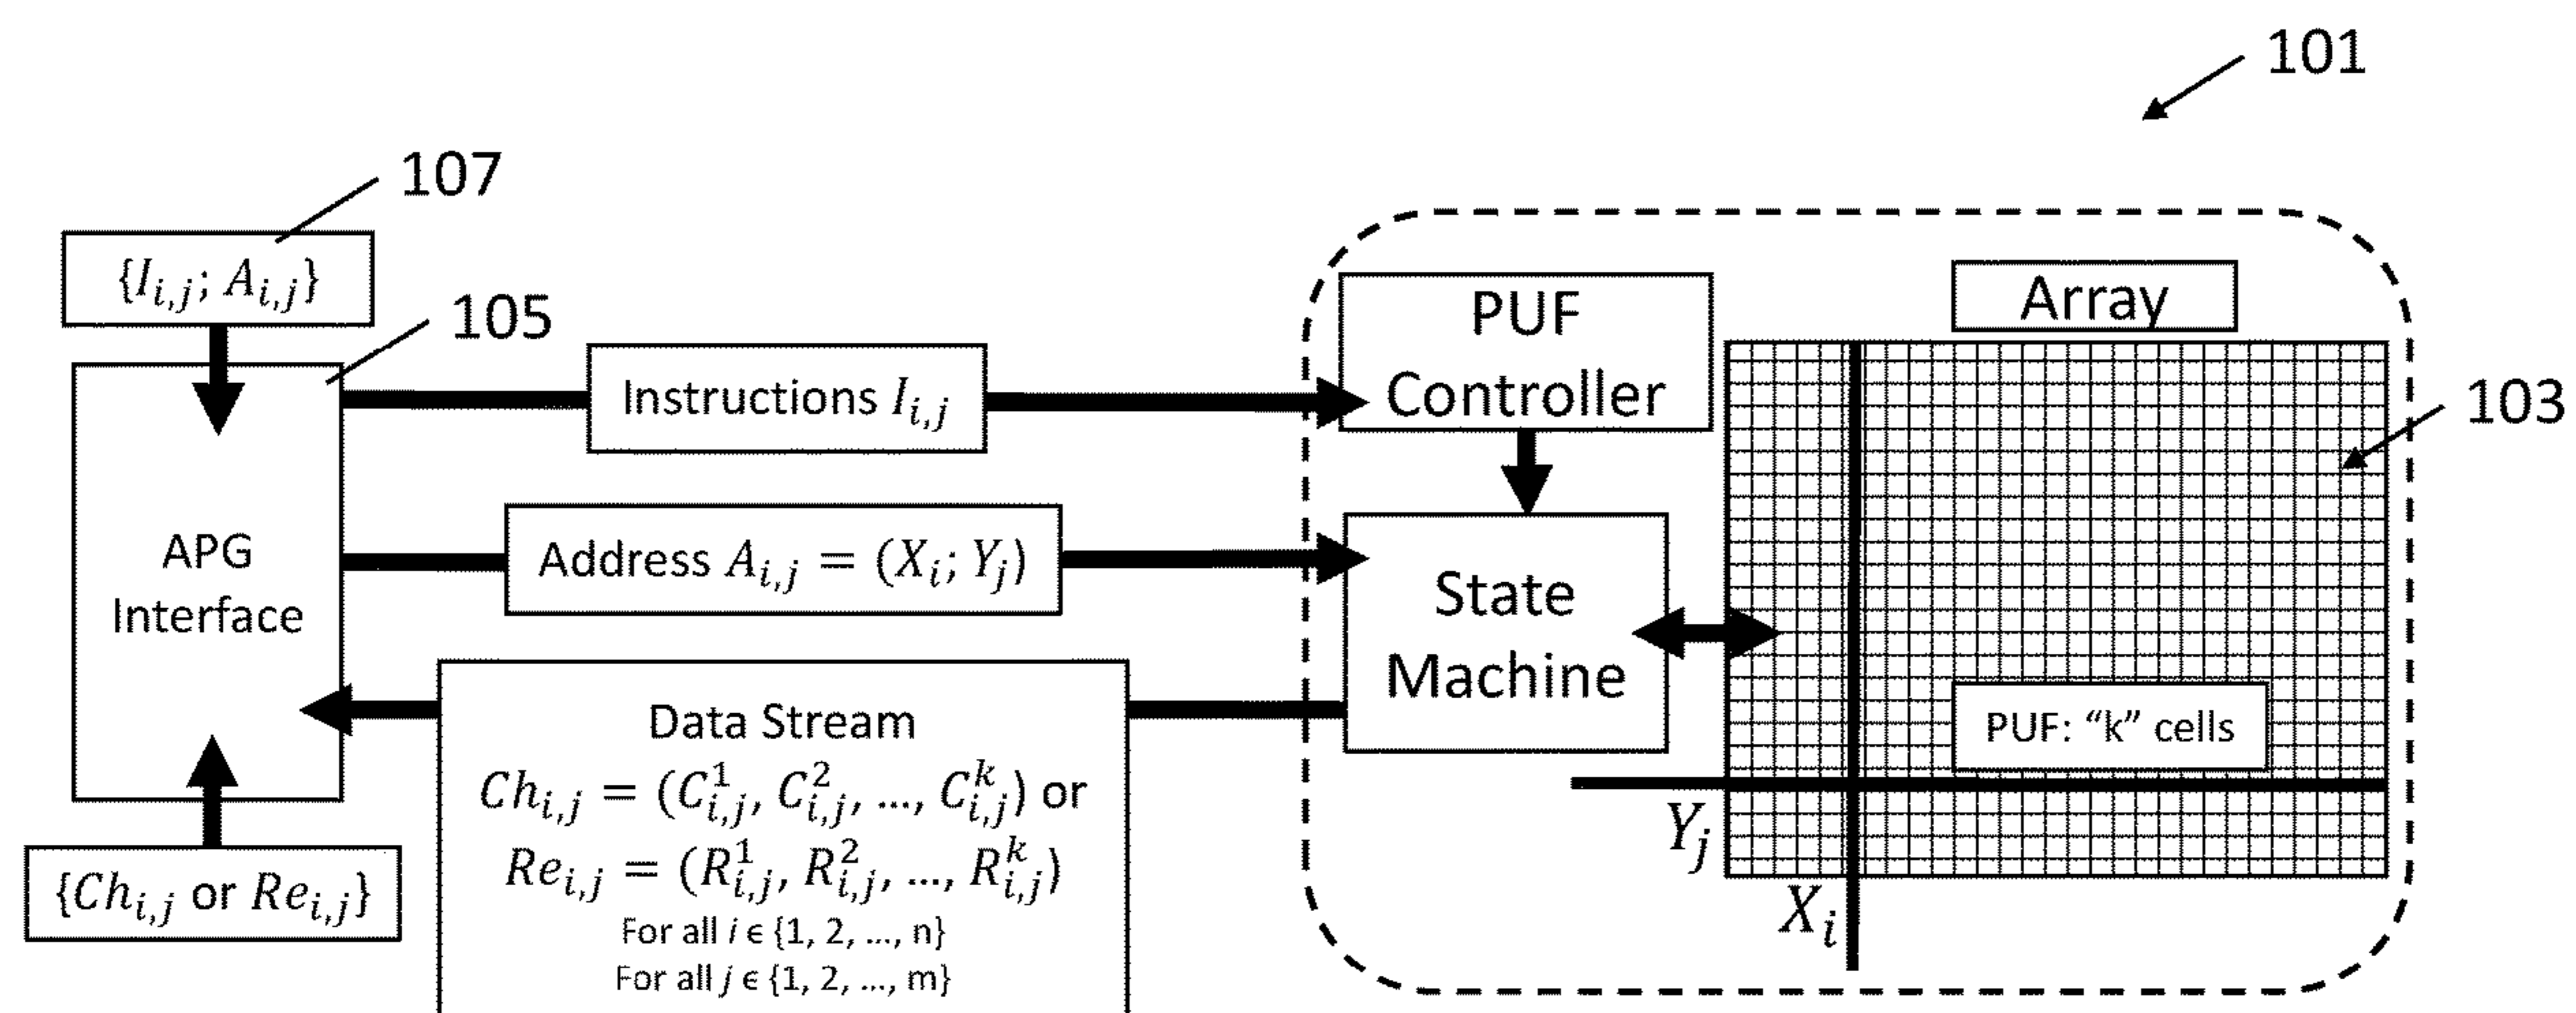 101
107
{I_{i,j}; A_{i,j}}
105
PUF
Controller
Array
Instructions I_{i,j}
103
APG
Interface
Address A_{i,j} = (X_i; Y_j)
State
Machine
PUF: “k” cells
Data Stream
Ch_{i,j} = (C^1_{i,j}, C^2_{i,j}, ..., C^k_{i,j}) or
Re_{i,j} = (R^1_{i,j}, R^2_{i,j}, ..., R^k_{i,j})
For all i ϵ {1, 2, ..., n}
For all j ϵ {1, 2, ..., m}
{Ch_{i,j} or Re_{i,j}}
Y_j
X_i